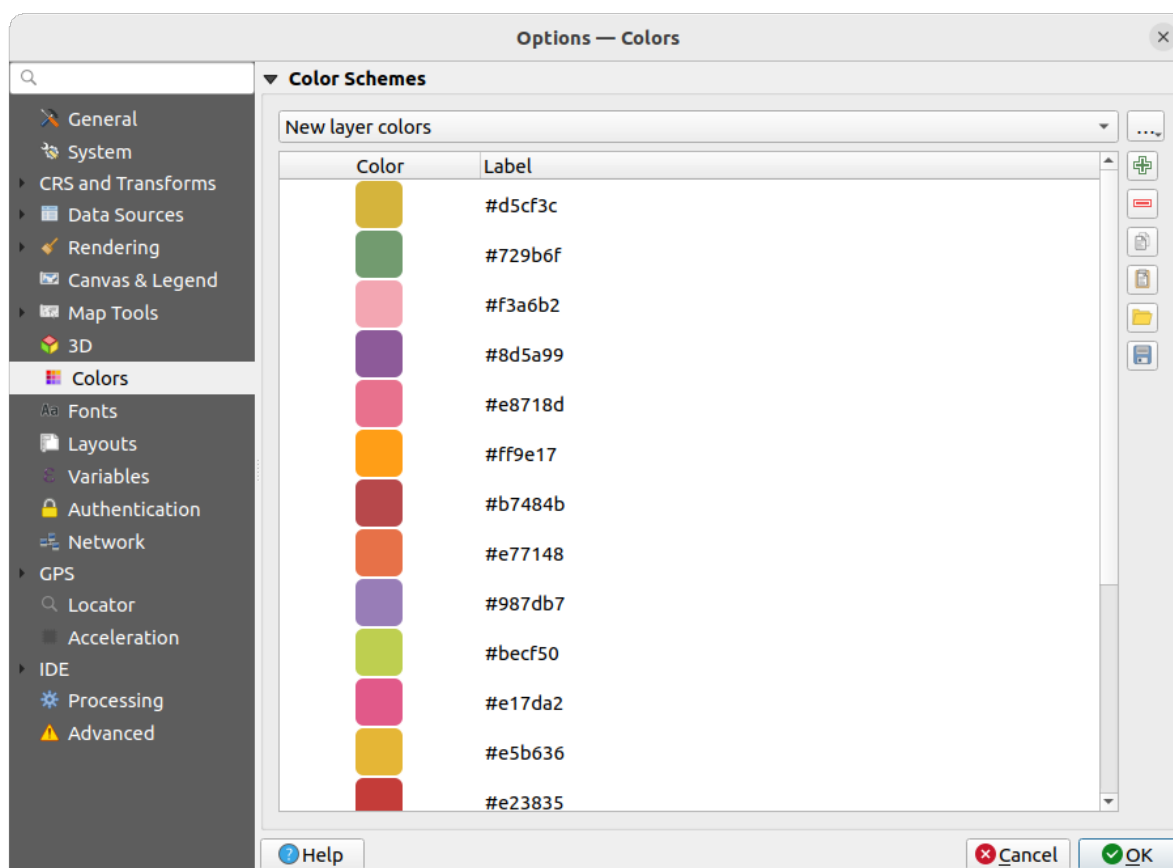 Options — Colors
General
System
CRS and Transforms
Data Sources
Rendering
Canvas & Legend
Map Tools
3D
Colors
Aa Fonts
Layouts
Variables
Authentication
Network
GPS
Locator
Acceleration
IDE
Processing
Advanced
Color Schemes
New layer colors
...
Color Label
#d5cf3c
#729b6f
#f3a6b2
#8d5a99
#e8718d
#ff9e17
#b7484b
#e77148
#987db7
#becf50
#e17da2
#e5b636
#e23835
Help
Cancel
OK